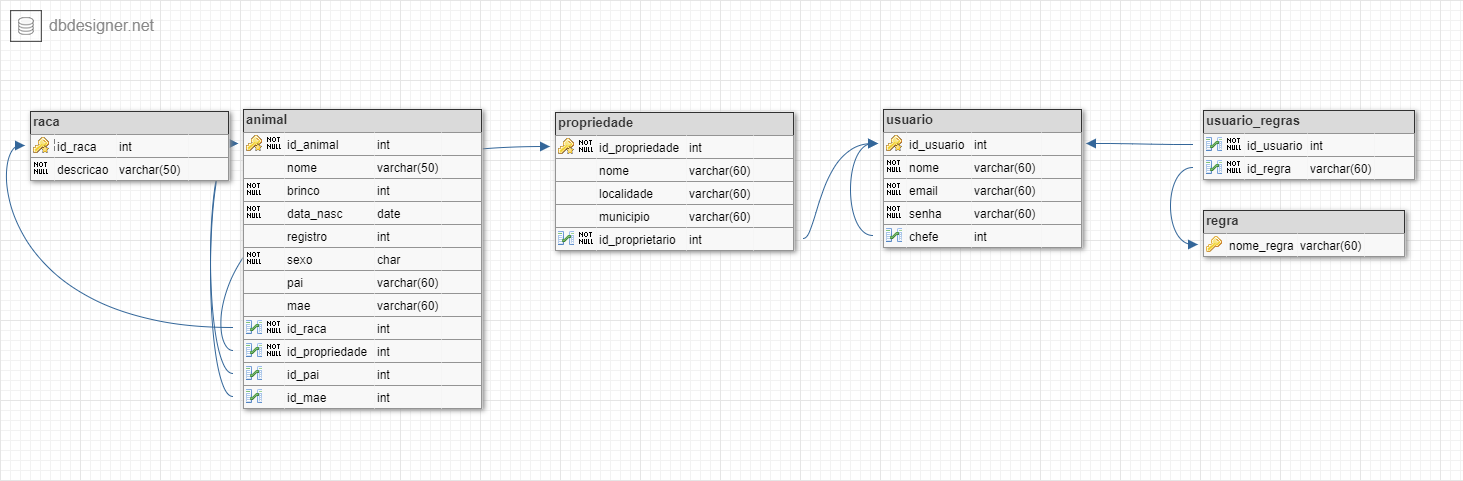 dbdesigner.net
raca
id_raca int
NOT NULL descricao varchar(50)
animal
NOT NULL id_animal int
nome varchar(50)
NOT NULL brinco int
NOT NULL data_nasc date
registro int
NOT NULL sexo char
pai varchar(60)
mae varchar(60)
NOT NULL id_raca int
NOT NULL id_propriedade int
id_pai int
id_mae int
propriedade
NOT NULL id_propriedade int
nome varchar(60)
localidade varchar(60)
municipio varchar(60)
NOT NULL id_proprietario int
usuario
id_usuario int
NOT NULL nome varchar(60)
NOT NULL email varchar(60)
NOT NULL senha varchar(60)
chefe int
usuario_regras
NOT NULL id_usuario int
NOT NULL id_regra varchar(60)
regra
nome_regra varchar(60)